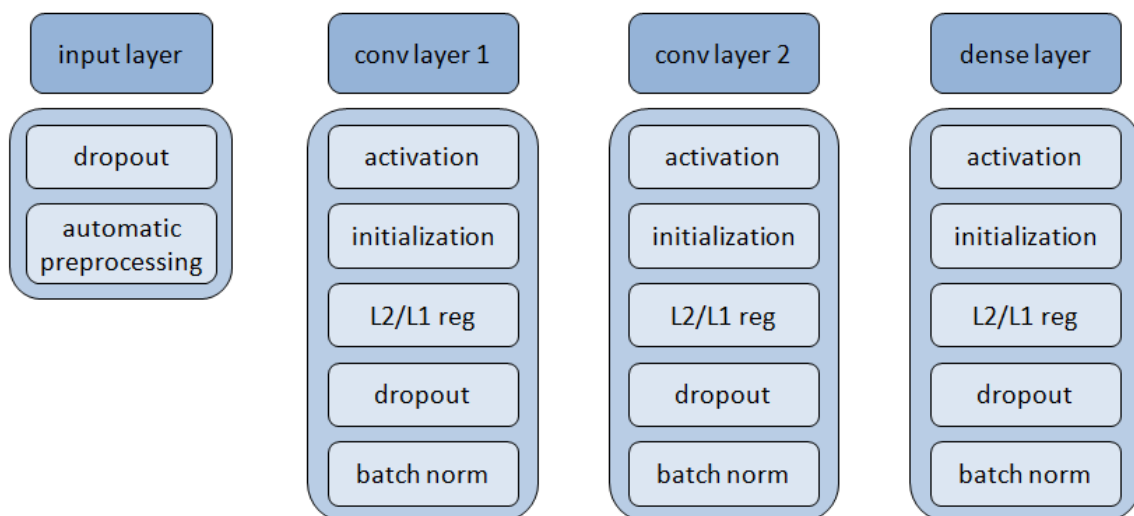 input layer
dropout
automatic
preprocessing
conv layer 1
activation
initialization
L2/L1 reg
dropout
batch norm
conv layer 2
activation
initialization
L2/L1 reg
dropout
batch norm
dense layer
activation
initialization
L2/L1 reg
dropout
batch norm